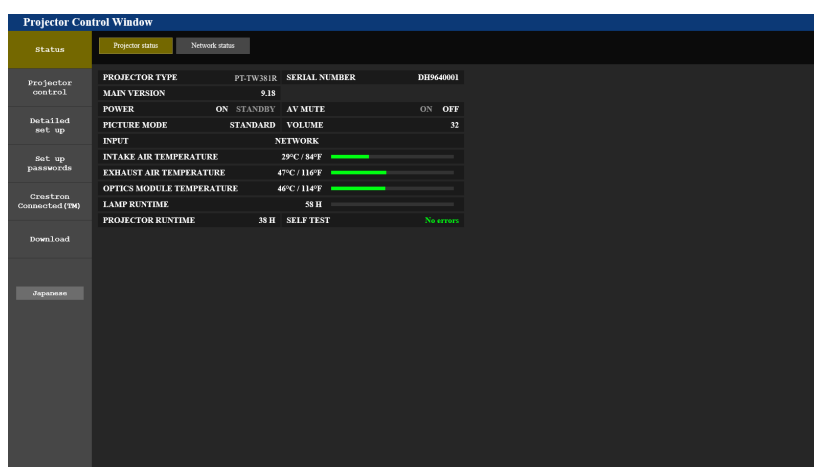 Projector Control Window
Status
Projector status Network status
Projector
control
Detailed
set up
Set up
passwords
Crestron
Connected(TM)
Download
Japanese
PROJECTOR TYPE PT-TW381R SERIAL NUMBER DH9640001
MAIN VERSION 9.18
POWER ON STANDBY AV MUTE ON OFF
PICTURE MODE STANDARD VOLUME 32
INPUT NETWORK
INTAKE AIR TEMPERATURE 29°C / 84°F
EXHAUST AIR TEMPERATURE 47°C / 116°F
OPTICS MODULE TEMPERATURE 46°C / 114°F
LAMP RUNTIME 58 H
PROJECTOR RUNTIME 38 H SELF TEST No errors